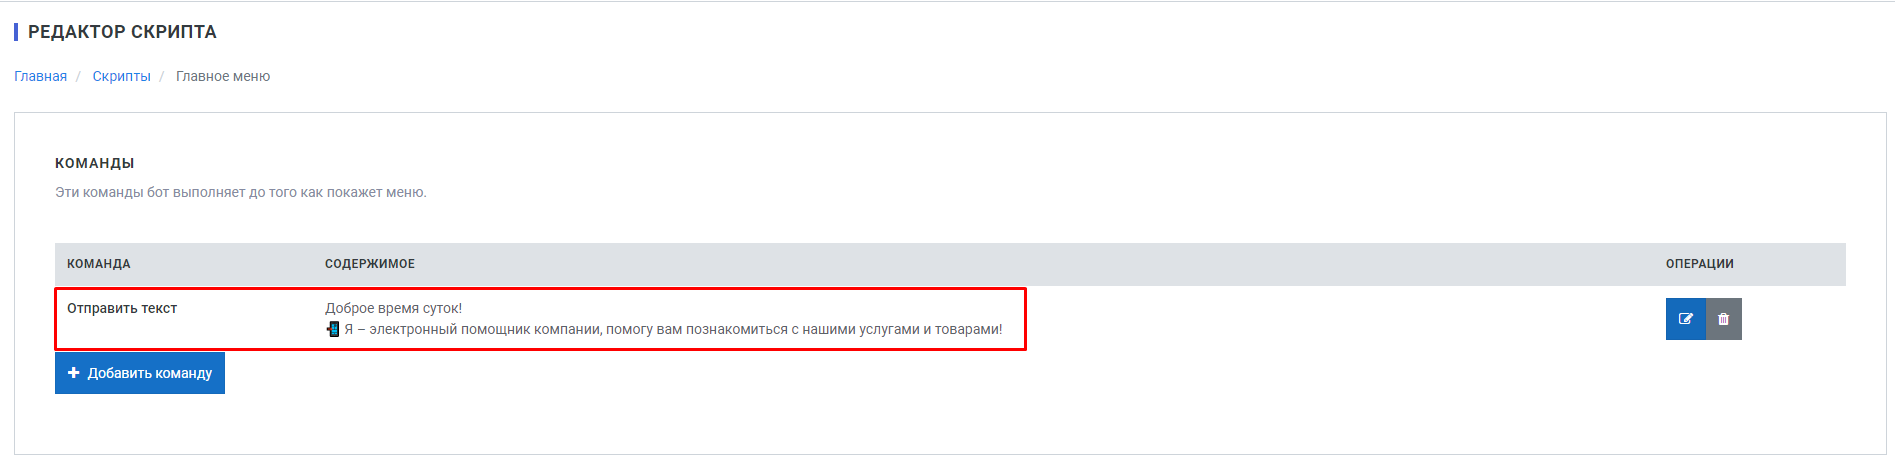 РЕДАКТОР СКРИПТА
Главная / Скрипты / Главное меню
КОМАНДЫ
Эти команды бот выполняет до того как покажет меню.
КОМАНДА СОДЕРЖИМОЕ ОПЕРАЦИИ
Отправить текст Доброе время суток!
📲 Я – электронный помощник компании, помогу вам познакомиться с нашими услугами и товарами!
+ Добавить команду